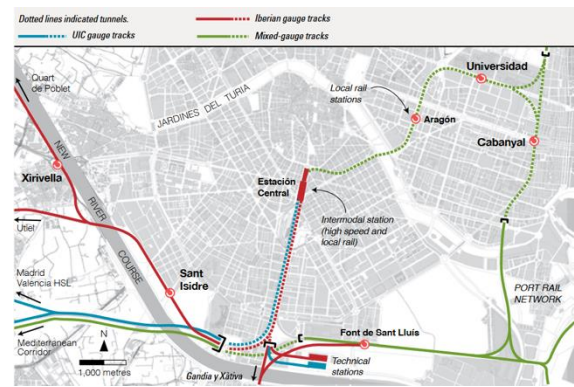 Dotted lines indicated tunnels.
Iberian gauge tracks
UIC gauge tracks
Mixed-gauge tracks
Quart
de Poblet
JARDINES DEL TURIA
Local rail
stations
Universidad
Aragón
Cabanyal
Xirivella
NEW
RIVER
COURSE
Estación
Central
Intermodal station
(high speed and
local rail)
Utiel
Sant
Isidre
Madrid
Valencia HSL
PORT RAIL
NETWORK
Mediterranean
Corridor
N
1,000 metres
Font de Sant Lluís
Technical
stations
Gandia y Xàtiva